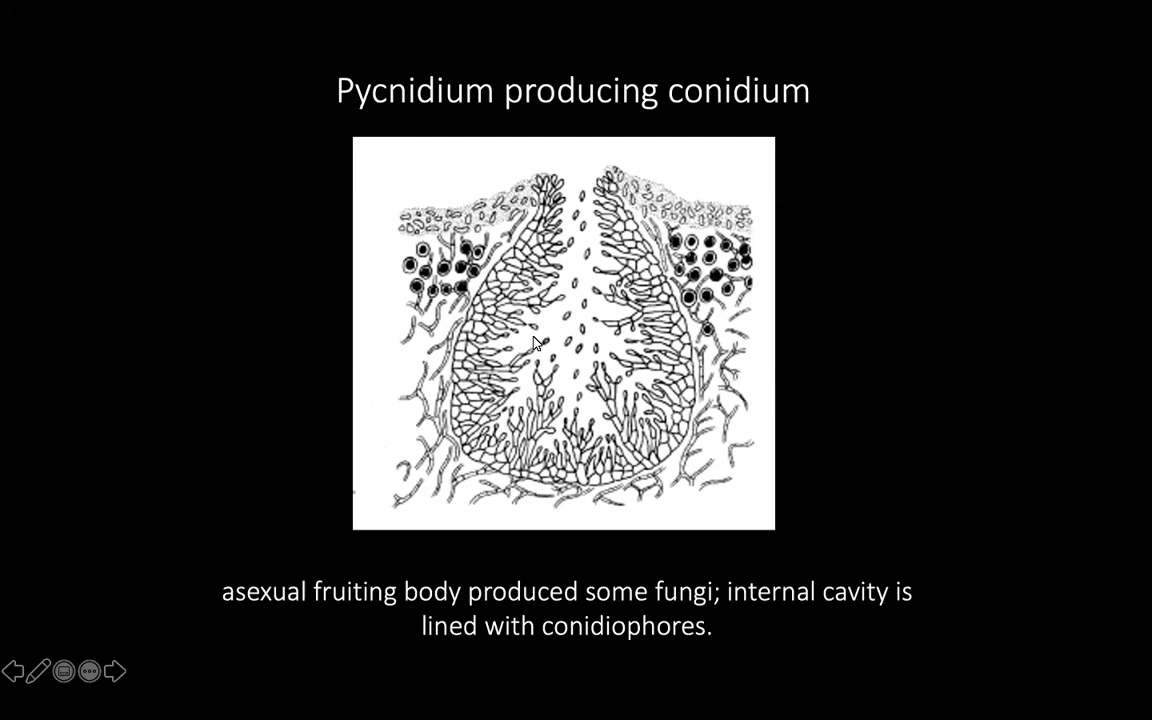 Pycnidium producing conidium
asexual fruiting body produced some fungi; internal cavity is
lined with conidiophores.